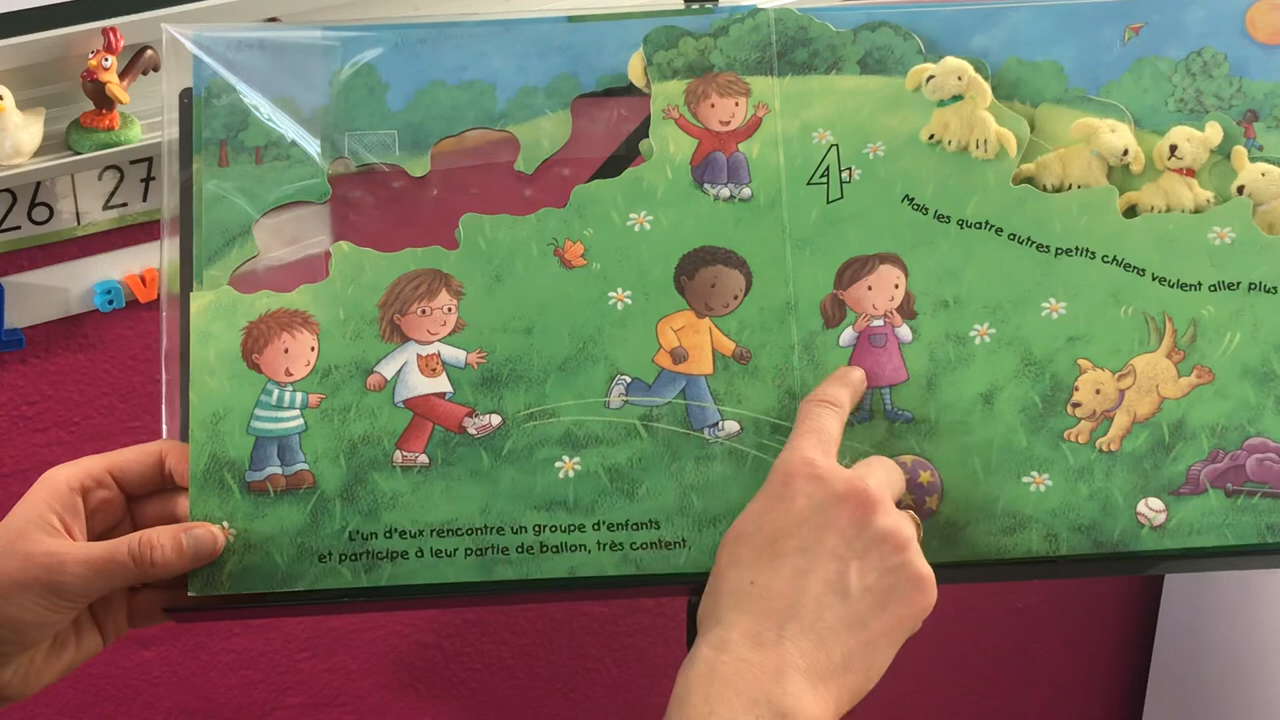 26 | 27
av
4
Mais les quatre autres petits chiens veulent aller plus
L'un d'eux rencontre un groupe d'enfants
et participe à leur partie de ballon, très content,